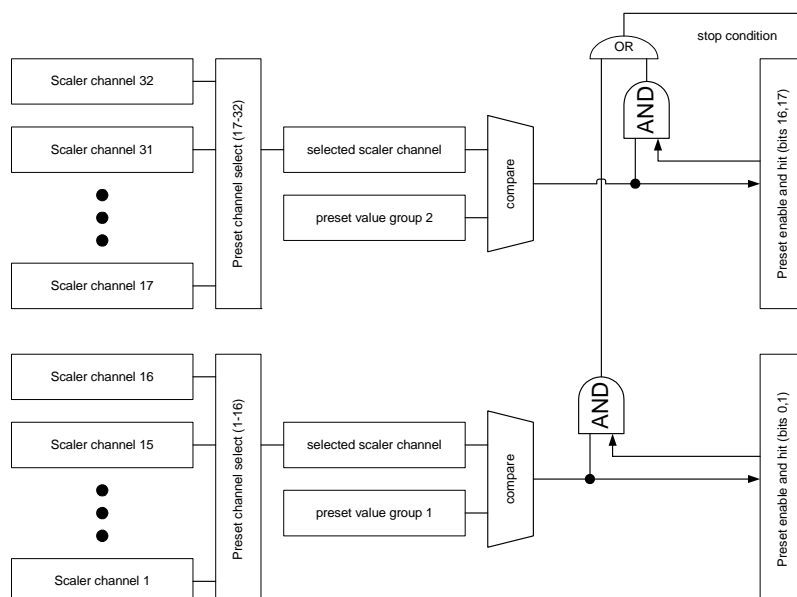 OR
stop condition
Scaler channel 32
Scaler channel 31
Scaler channel 17
Preset channel select (17-32)
selected scaler channel
preset value group 2
compare
AND
Preset enable and hit (bits 16,17)
Scaler channel 16
Scaler channel 15
Scaler channel 1
Preset channel select (1-16)
selected scaler channel
preset value group 1
compare
AND
Preset enable and hit (bits 0,1)